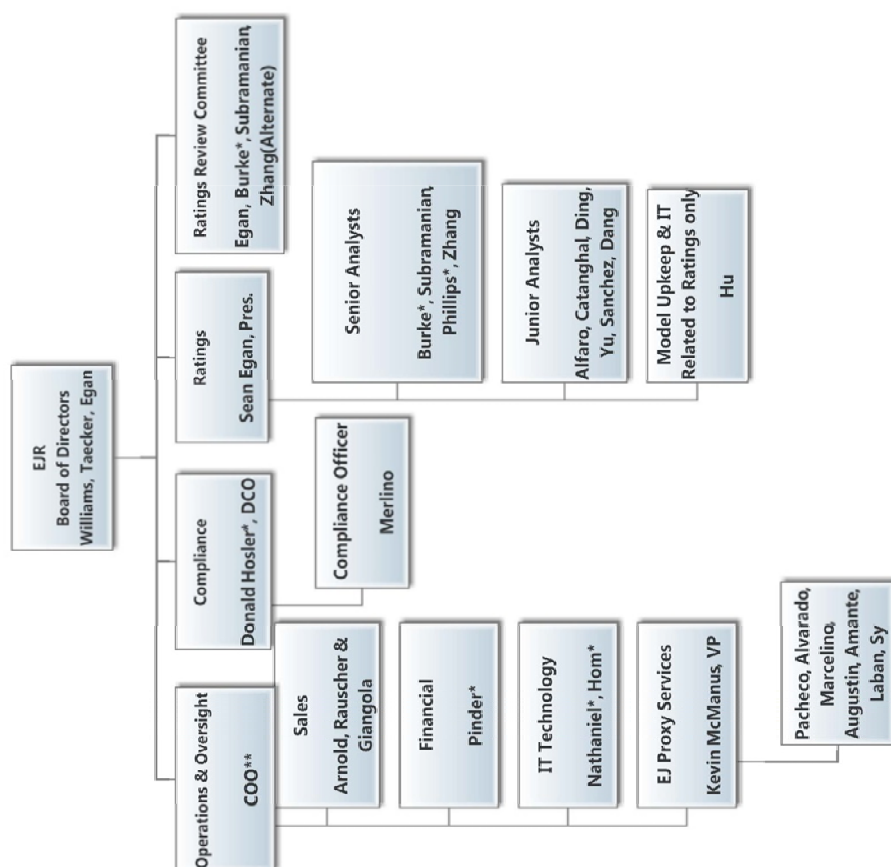 EJR
Board of Directors
Williams, Taecker, Egan
Operations & Oversight
COO**
Sales
Arnold, Rauscher &
Giangola
Financial
Pinder*
IT Technology
Nathaniel*, Hom*
EJ Proxy Services
Kevin McManus, VP
Pacheco, Alvarado,
Marcelino,
Augustin, Amante,
Laban, Sy
Compliance
Donald Hosler*, DCO
Compliance Officer
Merlino
Ratings
Sean Egan, Pres.
Senior Analysts
Burke*, Subramanian,
Phillips*, Zhang
Junior Analysts
Alfaro, Catanghal, Ding,
Yu, Sanchez, Dang
Model Upkeep & IT
Related to Ratings only
Hu
Ratings Review Committee
Egan, Burke*, Subramanian,
Zhang(Alternate)